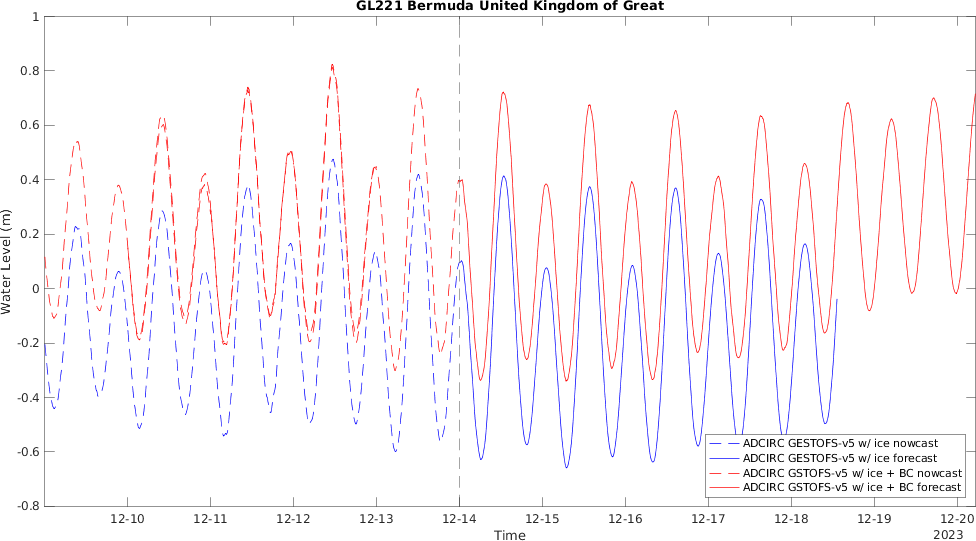 GL221 Bermuda United Kingdom of Great
1
0.8
0.6
0.4
0.2
0
-0.2
-0.4
-0.6
-0.8
Water Level (m)
ADCIRC GESTOFS-v5 w/ ice nowcast
ADCIRC GESTOFS-v5 w/ ice forecast
ADCIRC GSTOFS-v5 w/ ice + BC nowcast
ADCIRC GSTOFS-v5 w/ ice + BC forecast
12-10 12-11 12-12 12-13 12-14 12-15 12-16 12-17 12-18 12-19 12-20
Time
2023